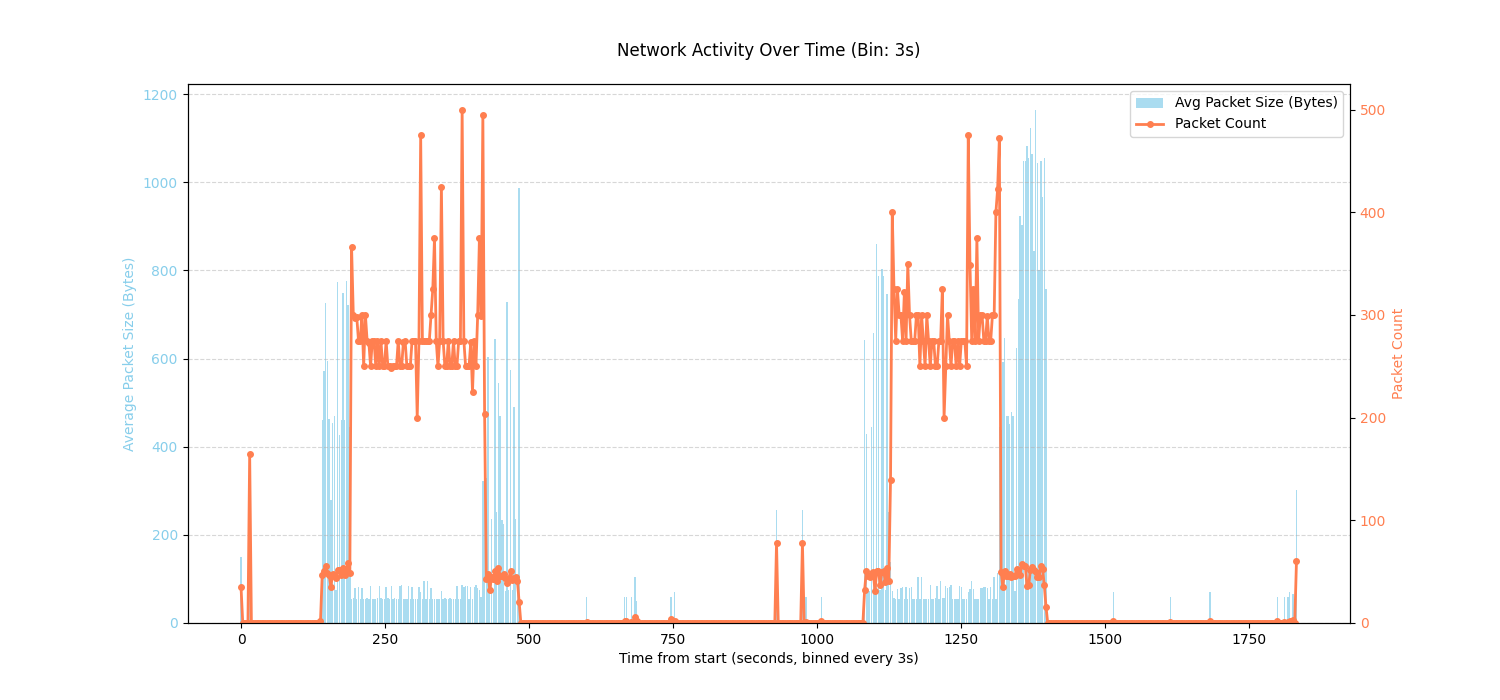 Network Activity Over Time (Bin: 3s)
Avg Packet Size (Bytes)
Packet Count
Average Packet Size (Bytes)
1200
1000
800
600
400
200
0
Packet Count
500
400
300
200
100
0
0 250 500 750 1000 1250 1500 1750
Time from start (seconds, binned every 3s)